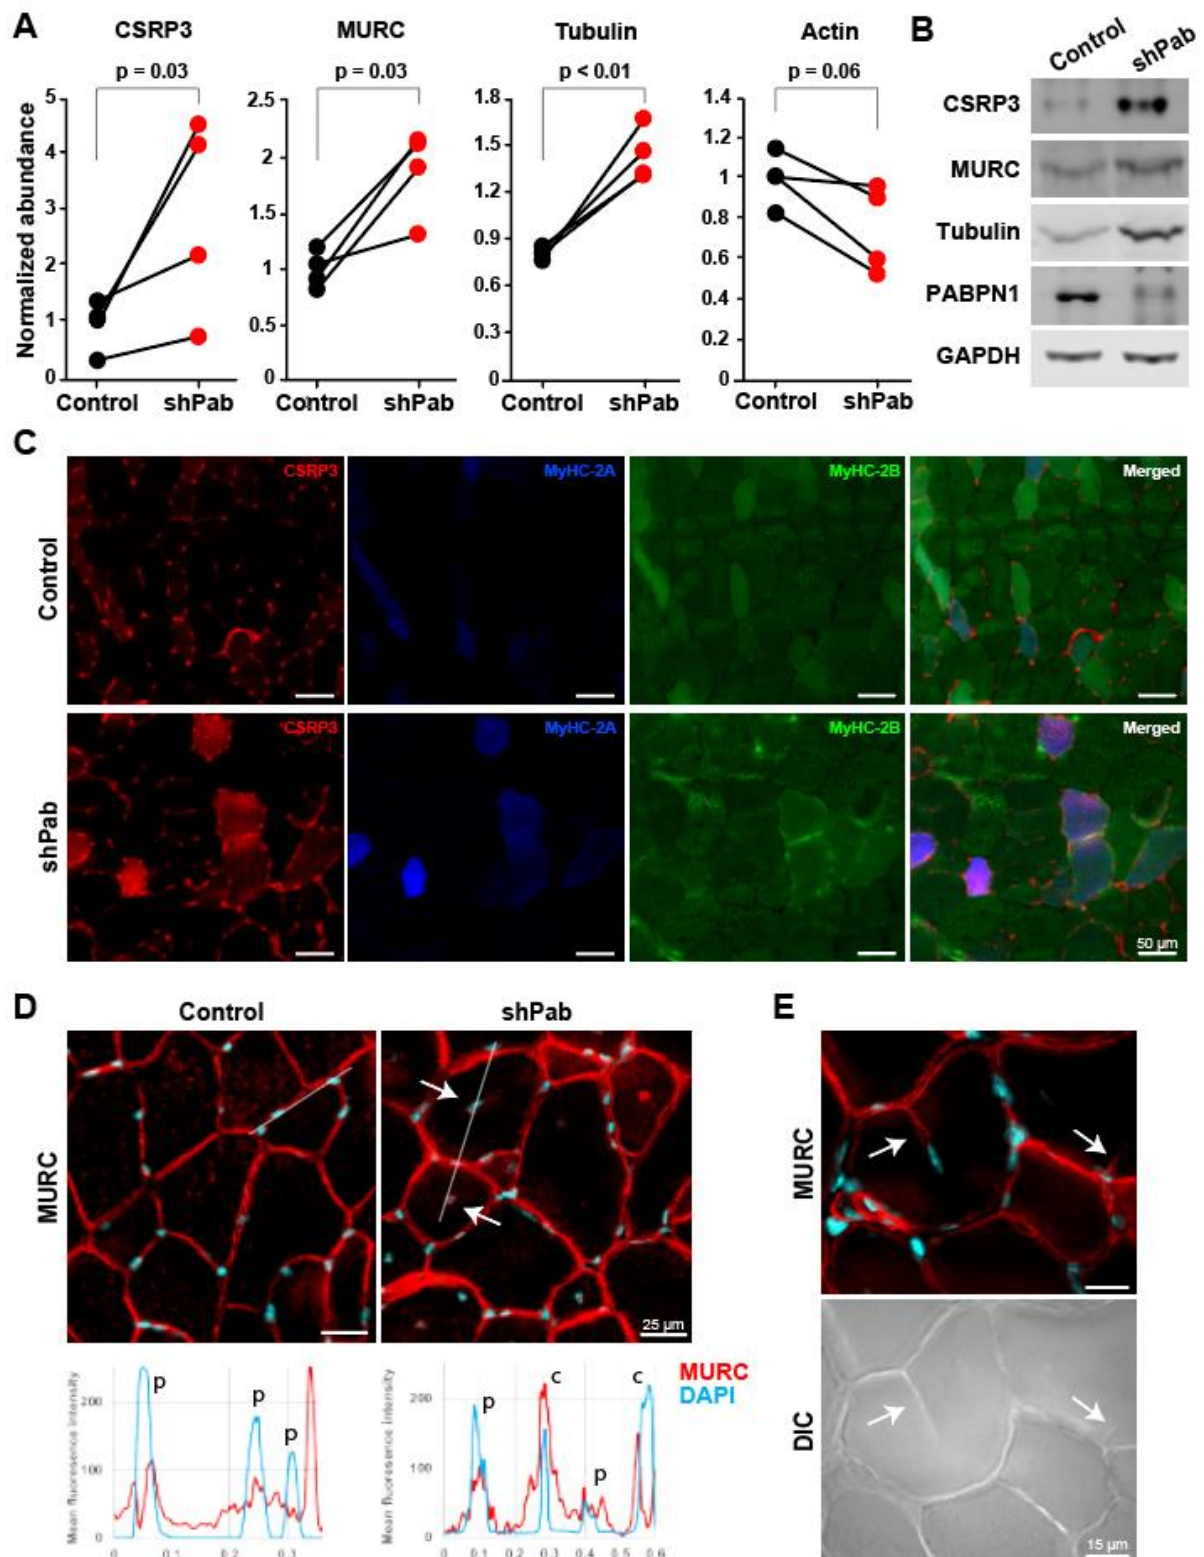 A
CSRP3
MURC
Tubulin
Actin
p = 0.03
p = 0.03
p < 0.01
p = 0.06
Normalized abundance
5
4
3
2
1
0
2.5
2
1.5
1
0.5
0
1.8
1.5
1.2
0.9
0.6
0.3
0
1.4
1.2
1
0.8
0.6
0.4
0.2
0
Control shPab
Control shPab
Control shPab
Control shPab
B
Control shPab
CSRP3
MURC
Tubulin
PABPN1
GAPDH
C
Control
CSRP3
MyHC-2A
MyHC-2B
Merged
shPab
CSRP3
MyHC-2A
MyHC-2B
Merged
50 µm
D
Control
shPab
MURC
25 µm
Mean fluoresence intensity
200
100
0
0 0.1 0.2 0.3
p
p
p
Mean fluoresence intensity
200
100
0
0 0.1 0.2 0.3 0.4 0.5 0.6
p
c
p
c
MURC
DAPI
E
MURC
DIC
15 µm